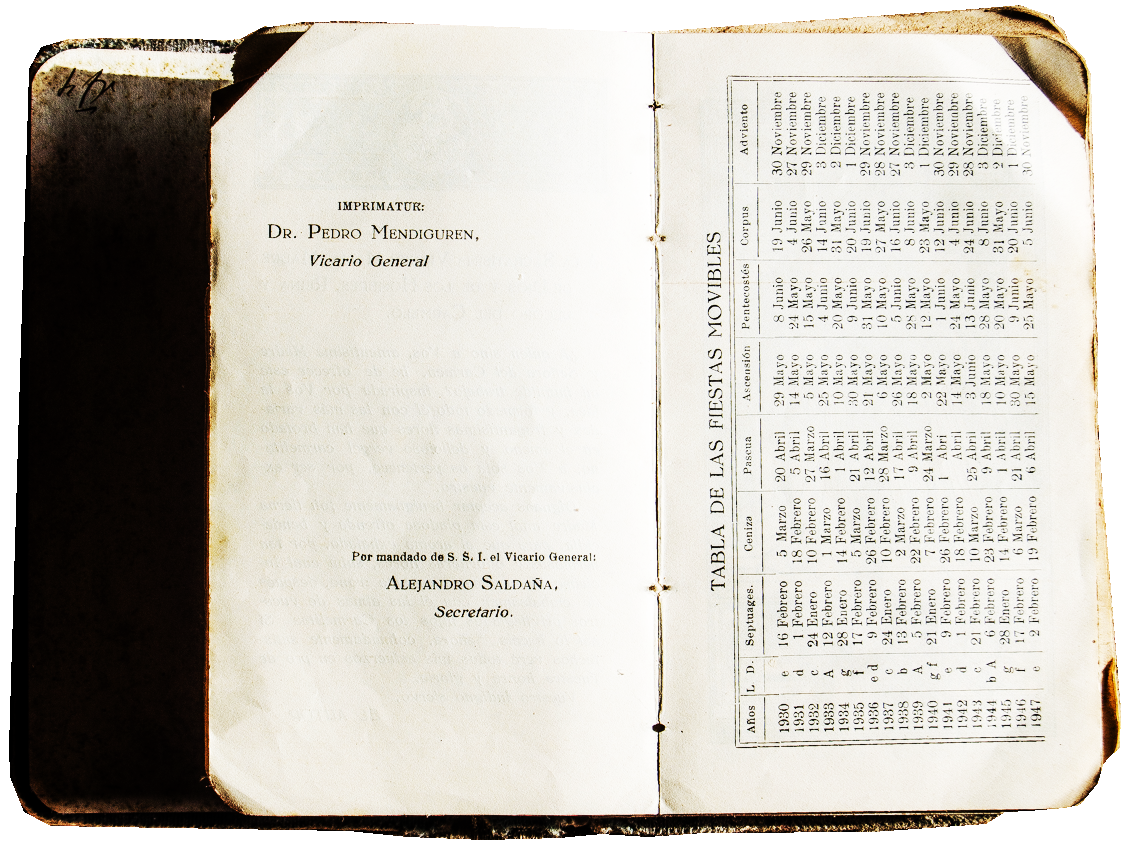 IMPRIMATUR:
DR. PEDRO MENDIGUREN,
Vicario General
Por mandado de S. S. I. el Vicario General:
ALEJANDRO SALDAÑA,
Secretario.
TABLA DE LAS FIESTAS MOVIBLES
Años L D. Septuages. Ceniza Pascua Ascensión Pentecostés Corpus Adviento
1930 e 16 Febrero 5 Marzo 20 Abril 29 Mayo 8 Junio 19 Junio 30 Noviembre
1931 d 1 Febrero 18 Febrero 5 Abril 14 Mayo 24 Mayo 4 Junio 27 Noviembre
1932 c 24 Enero 10 Febrero 27 Marzo 5 Mayo 15 Mayo 26 Mayo 29 Noviembre
1933 A 12 Febrero 1 Marzo 16 Abril 25 Mayo 4 Junio 14 Junio 3 Diciembre
1934 g 28 Enero 14 Febrero 1 Abril 10 Mayo 20 Mayo 31 Mayo 2 Diciembre
1935 f 17 Febrero 5 Marzo 21 Abril 30 Mayo 9 Junio 20 Junio 1 Diciembre
1936 e d 9 Febrero 26 Febrero 12 Abril 21 Mayo 31 Mayo 19 Junio 29 Noviembre
1937 c 24 Enero 10 Febrero 28 Marzo 6 Mayo 10 Mayo 27 Mayo 28 Noviembre
1938 b 13 Febrero 2 Marzo 17 Abril 26 Mayo 5 Junio 16 Junio 27 Noviembre
1939 A 5 Febrero 22 Febrero 9 Abril 18 Mayo 28 Mayo 8 Junio 3 Diciembre
1940 g f 21 Enero 7 Febrero 24 Marzo 2 Mayo 12 Mayo 23 Mayo 1 Diciembre
1941 e 9 Febrero 26 Febrero 1 Abri 22 Mayo 1 Junio 12 Junio 30 Noviembre
1942 d 1 Febrero 18 Febrero Abril 14 Mayo 24 Mayo 4 Junio 29 Noviembre
1943 c 21 Febrero 10 Marzo 25 Abril 3 Junio 13 Junio 24 Junio 28 Noviembre
1944 b A 6 Febrero 23 Febrero 9 Abril 18 Mayo 28 Mayo 8 Junio 3 Diciembre
1945 g 28 Enero 14 Febrero 1 Abril 10 Mayo 20 Mayo 31 Mayo 2 Diciembre
1946 f 17 Febrero 6 Marzo 21 Abril 30 Mayo 9 Junio 20 Junio 1 Diciembre
1947 e 2 Febrero 19 Febrero 6 Abril 15 Mayo 25 Mayo 5 Junio 30 Noviembre